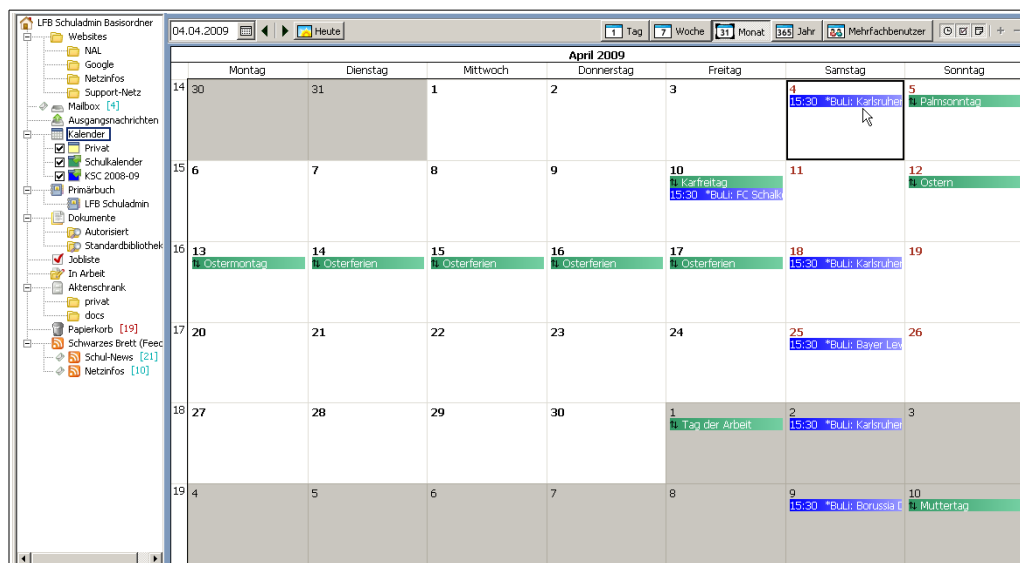 LFB Schuladmin Basisordner
Websites
NAL
Google
Netzinfos
Support-Netz
Mailbox [4]
Ausgangsnachrichten
Kalender
Privat
Schulkalender
KSC 2008-09
Primärbuch
LFB Schuladmin
Dokumente
Autorisiert
Standardbibliothek
Jobliste
In Arbeit
Aktenschrank
privat
docs
Papierkorb [19]
Schwarzes Brett (Feed
Schul-News [21]
Netzinfos [10]
04.04.2009 Heute 1 Tag 7 Woche 31 Monat 365 Jahr Mehrfachbenutzer
April 2009
Montag Dienstag Mittwoch Donnerstag Freitag Samstag Sonntag
14 30 31 1 2 3 4 5
15:30 *BuLi: Karlsruher Palmsonntag
15 6 7 8 9 10 11 12
Karfreitag Ostern
15:30 *BuLi: FC Schalk
16 13 14 15 16 17 18 19
Ostermontag Osterferien Osterferien Osterferien Osterferien 15:30 *BuLi: Karlsruher
17 20 21 22 23 24 25 26
15:30 *BuLi: Bayer Lev
18 27 28 29 30 1 2 3
Tag der Arbeit 15:30 *BuLi: Karlsruher
19 4 5 6 7 8 9 10
15:30 *BuLi: Borussia D Muttertag